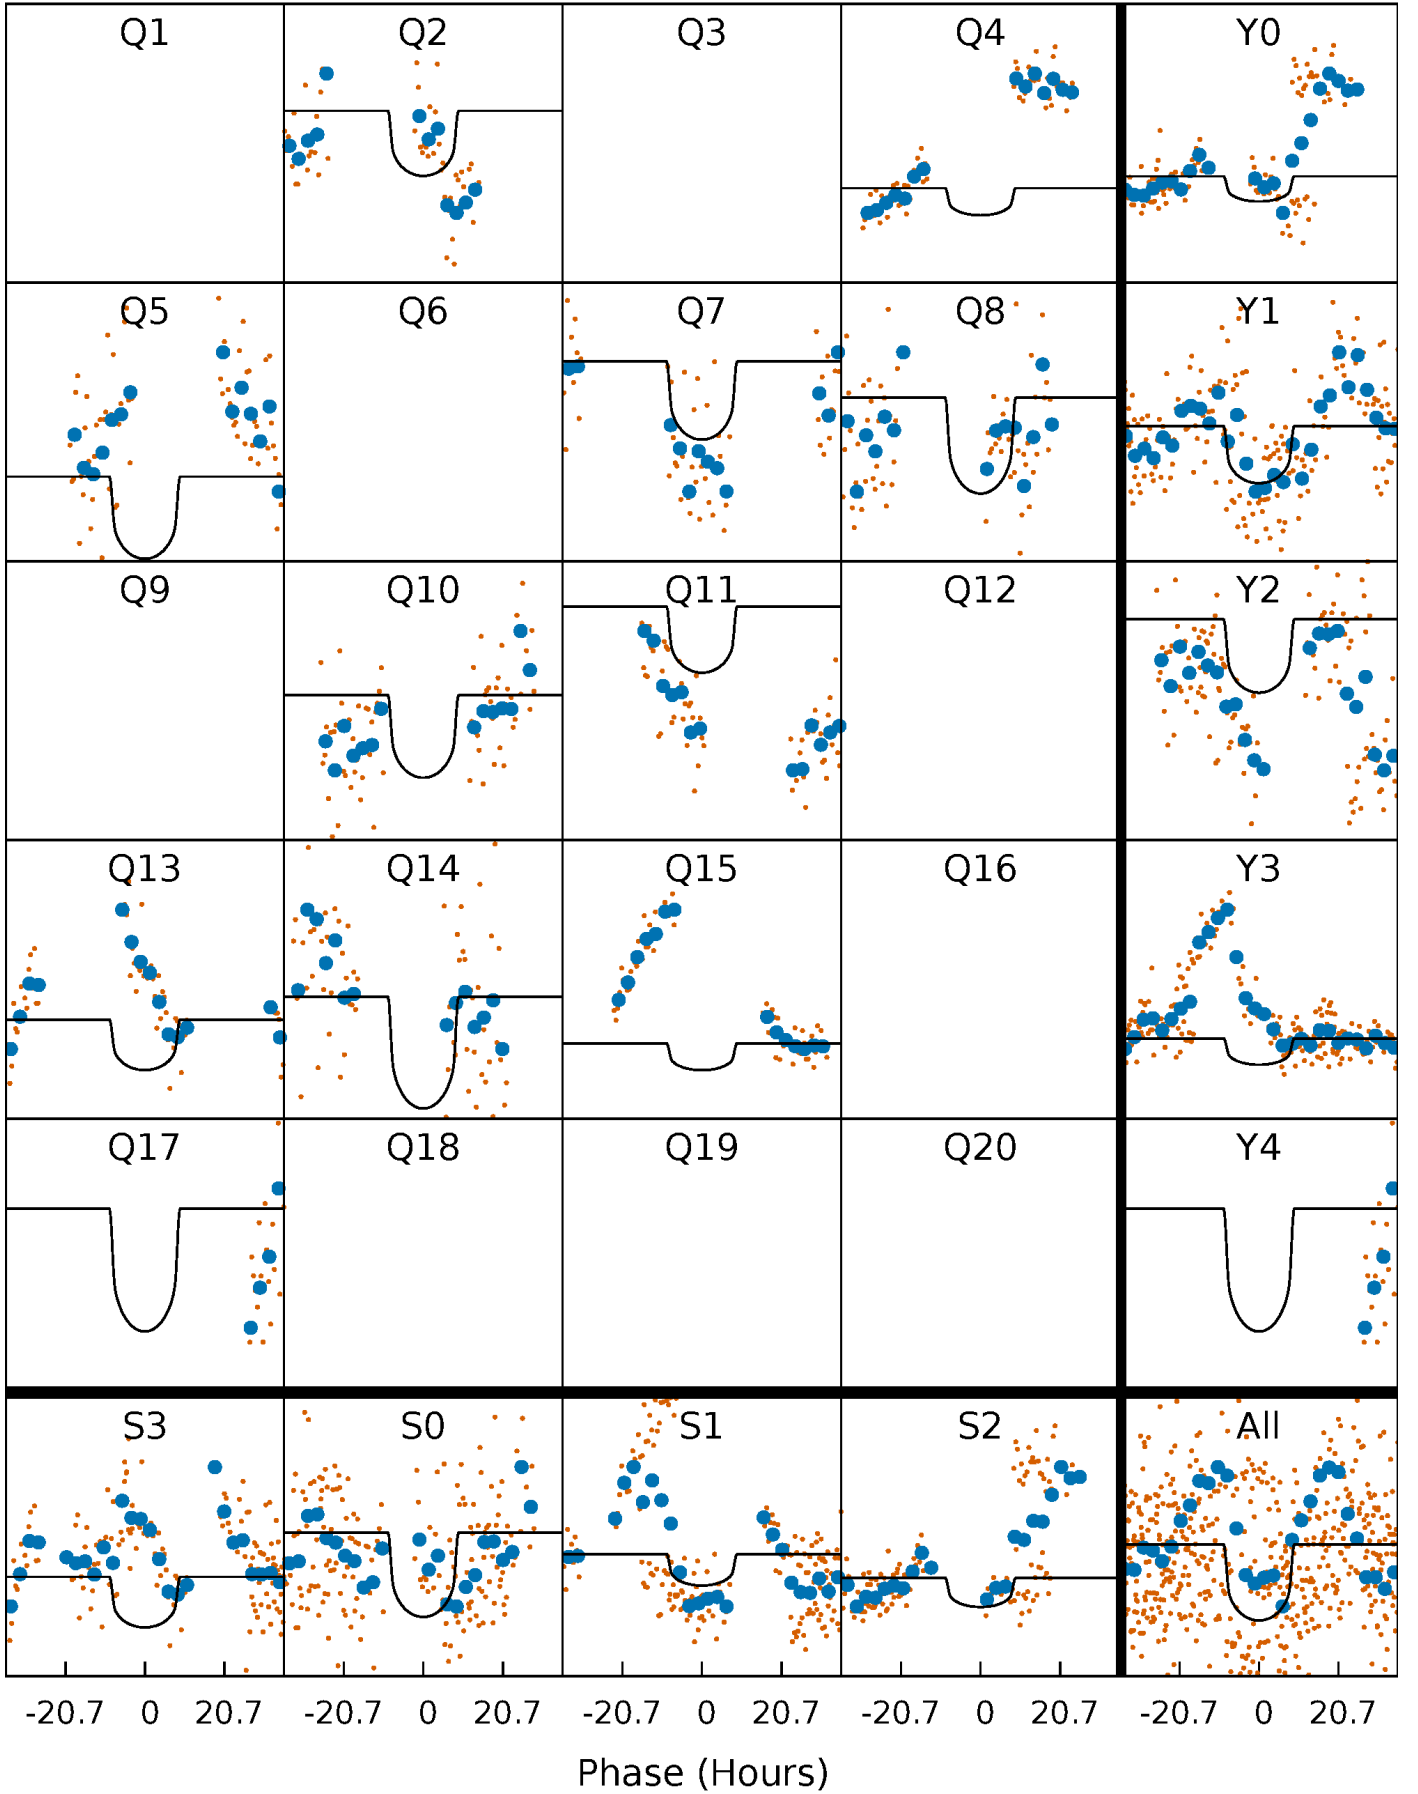 Q1 Q2 Q3 Q4 Y0
Q5 Q6 Q7 Q8 Y1
Q9 Q10 Q11 Q12 Y2
Q13 Q14 Q15 Q16 Y3
Q17 Q18 Q19 Q20 Y4
S3 S0 S1 S2 All
-20.7 0 20.7 -20.7 0 20.7 -20.7 0 20.7 -20.7 0 20.7 -20.7 0 20.7
Phase (Hours)